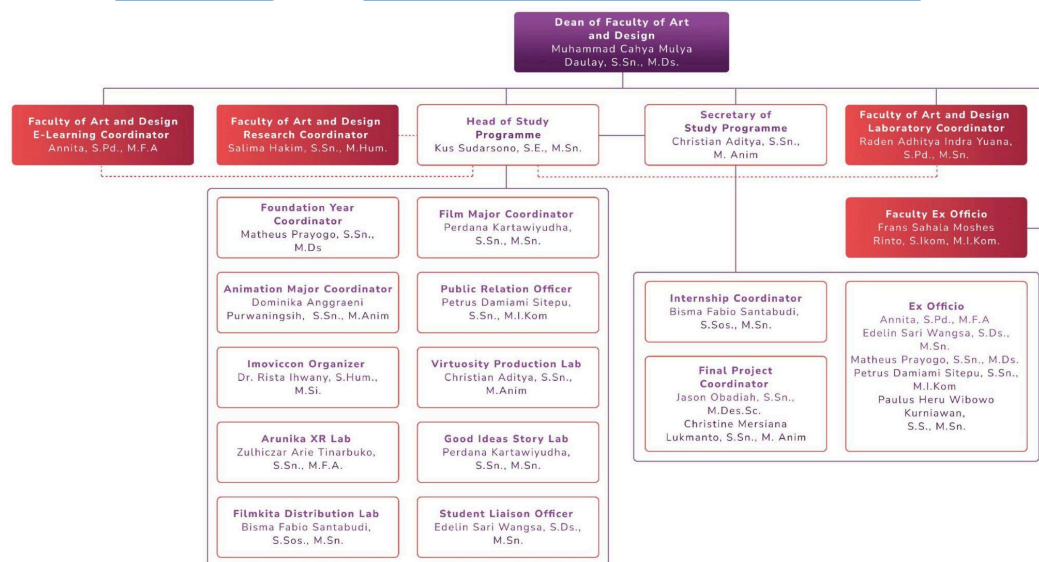 Dean of Faculty of Art
and Design
Muhammad Cahya Mulya
Daulay, S.Sn., M.Ds.
Faculty of Art and Design
E-Learning Coordinator
Annita, S.Pd., M.F.A
Faculty of Art and Design
Research Coordinator
Salima Hakim, S.Sn., M.Hum.
Head of Study
Programme
Kus Sudarsono, S.E., M.Sn.
Secretary of
Study Programme
Christian Aditya, S.Sn.,
M. Anim
Faculty of Art and Design
Laboratory Coordinator
Raden Adhitya Indra Yuana,
S.Pd., M.Sn.
Faculty Ex Officio
Frans Sahala Moshes
Rinto, S.Ikom, M.I.Kom.
Foundation Year
Coordinator
Matheus Prayogo, S.Sn.,
M.Ds
Film Major Coordinator
Perdana Kartawiyudha,
S.Sn., M.Sn.
Animation Major Coordinator
Dominika Anggraeni
Purwaningsih, S.Sn., M.Anim
Public Relation Officer
Petrus Damiami Sitepu,
S.Sn., M.I.Kom
Imoviccon Organizer
Dr. Rista Ihwany, S.Hum.,
M.Si.
Virtuosity Production Lab
Christian Aditya, S.Sn.,
M.Anim
Arunika XR Lab
Zulhiczar Arie Tinarbuko,
S.Sn., M.F.A.
Good Ideas Story Lab
Perdana Kartawiyudha,
S.Sn., M.Sn.
Filmkita Distribution Lab
Bisma Fabio Santabudi,
S.Sos., M.Sn.
Student Liaison Officer
Edelin Sari Wangsa, S.Ds.,
M.Sn.
Internship Coordinator
Bisma Fabio Santabudi,
S.Sos., M.Sn.
Final Project
Coordinator
Jason Obadiah, S.Sn.,
M.Des.Sc.
Christine Mersiana
Lukmanto, S.Sn., M. Anim
Ex Officio
Annita, S.Pd., M.F.A
Edelin Sari Wangsa, S.Ds.,
M.Sn.
Matheus Prayogo, S.Sn., M.Ds.
Petrus Damiami Sitepu, S.Sn.,
M.I.Kom
Paulus Heru Wibowo
Kurniawan,
S.S., M.Sn.